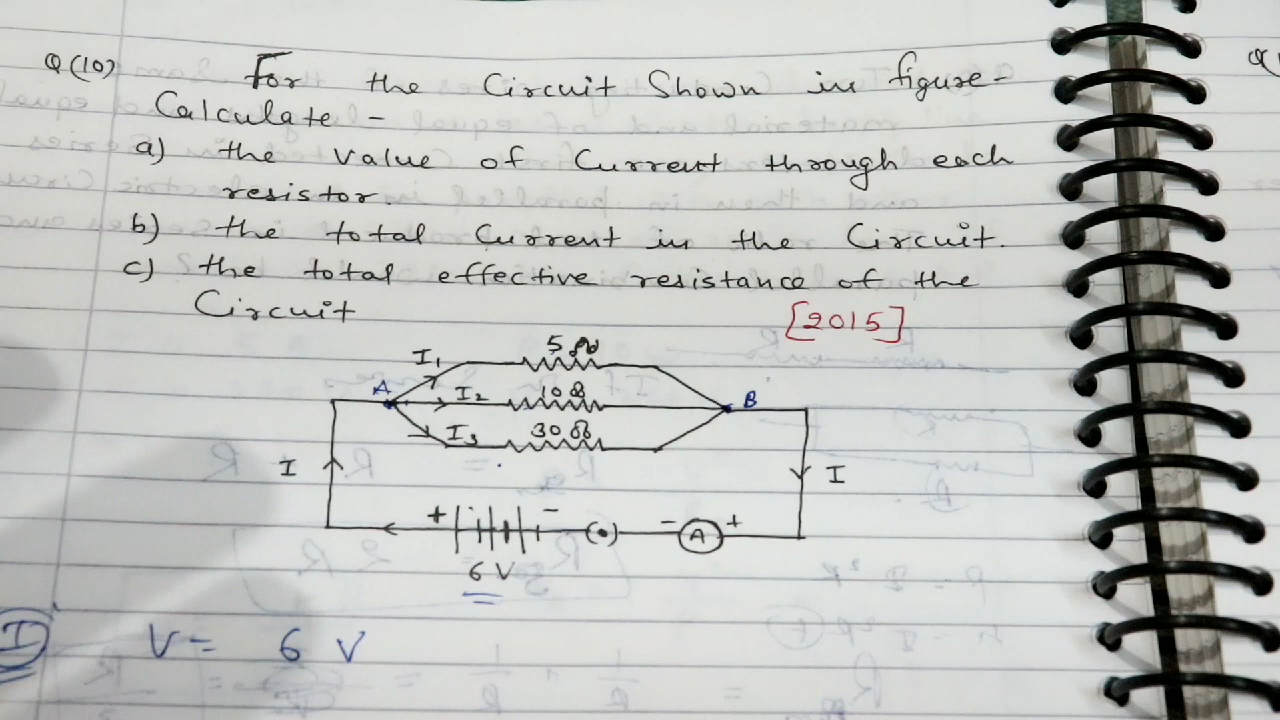 Q(10) For the Circuit Shown in figure-
Calculate -
a) the value of Current through each
resistor.
b) the total Current in the Circuit.
c) the total effective resistance of the
Circuit [2015]
I₁ 5 Ω
A I₂ 10 Ω B
I₃ 30 Ω
I I
+ - - A +
6 V
V = 6 V